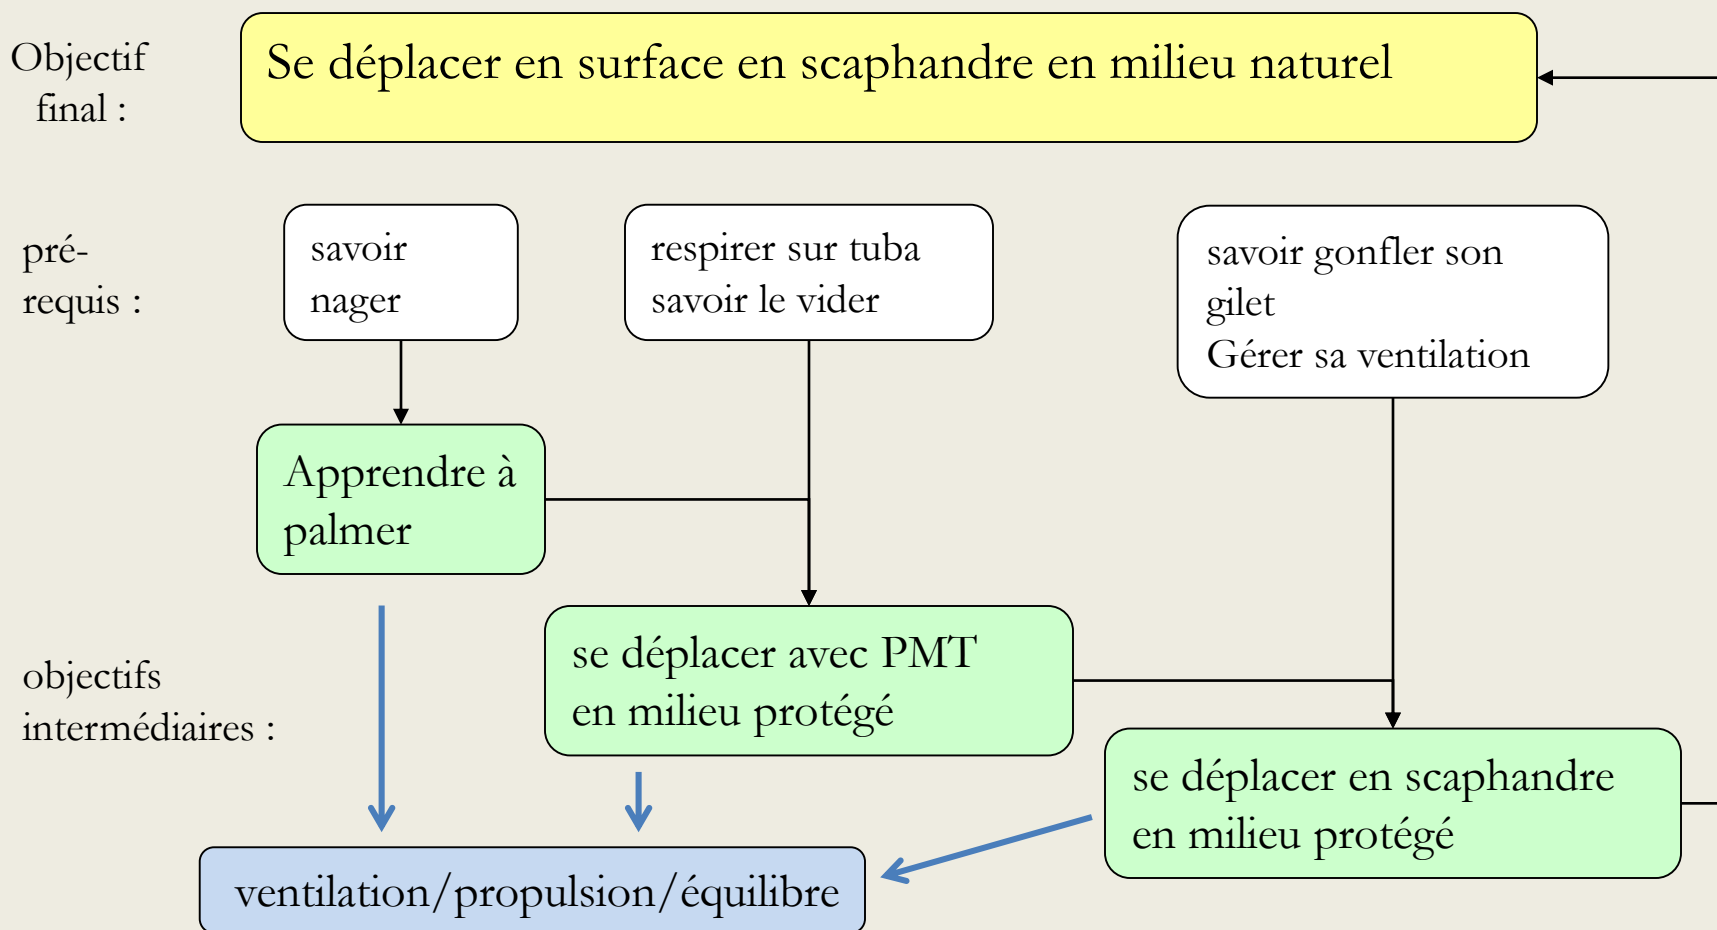 Objectif
final :
Se déplacer en surface en scaphandre en milieu naturel
pré-
requis :
savoir
nager
respirer sur tuba
savoir le vider
savoir gonfler son
gilet
Gérer sa ventilation
Apprendre à
palmer
objectifs
intermédiaires :
se déplacer avec PMT
en milieu protégé
se déplacer en scaphandre
en milieu protégé
ventilation/propulsion/équilibre